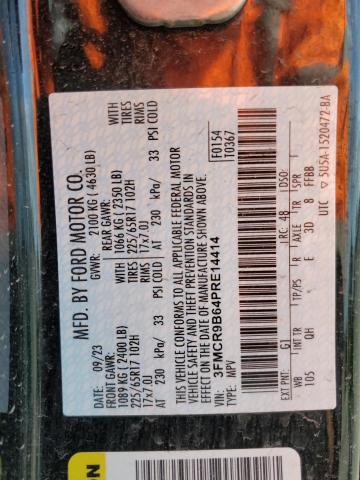 MFD. BY FORD MOTOR CO.
09/23 GVWR: 2100 KG ( 4630 LB)
FRONT GAWR: REAR GAWR: WITH
1089 KG ( 2400 LB) 1066 KG ( 2350 LB) WITH
225/65R17 102H 225/65R17 102H TIRES
17x7.0J 17x7.0J RIMS
AT 230 kPa/ 33 PSI COLD AT 230 kPa/ 33 PSI COLD
THIS VEHICLE CONFORMS TO ALL APPLICABLE FEDERAL MOTOR
VEHICLE SAFETY AND THEFT PREVENTION STANDARDS IN
EFFECT ON THE DATE OF MANUFACTURE SHOWN ABOVE.
VIN: 3FMCR9B64PRE14414 F0154
TYPE: MPV T0367
EXT PNT: G1 RC: 48 DSO:
WB INT TR TP/PS R AXLE TR SPR
105 QH E 3D 8 FFBB
UTC ▽ 5U5A-1520472-BA
ON